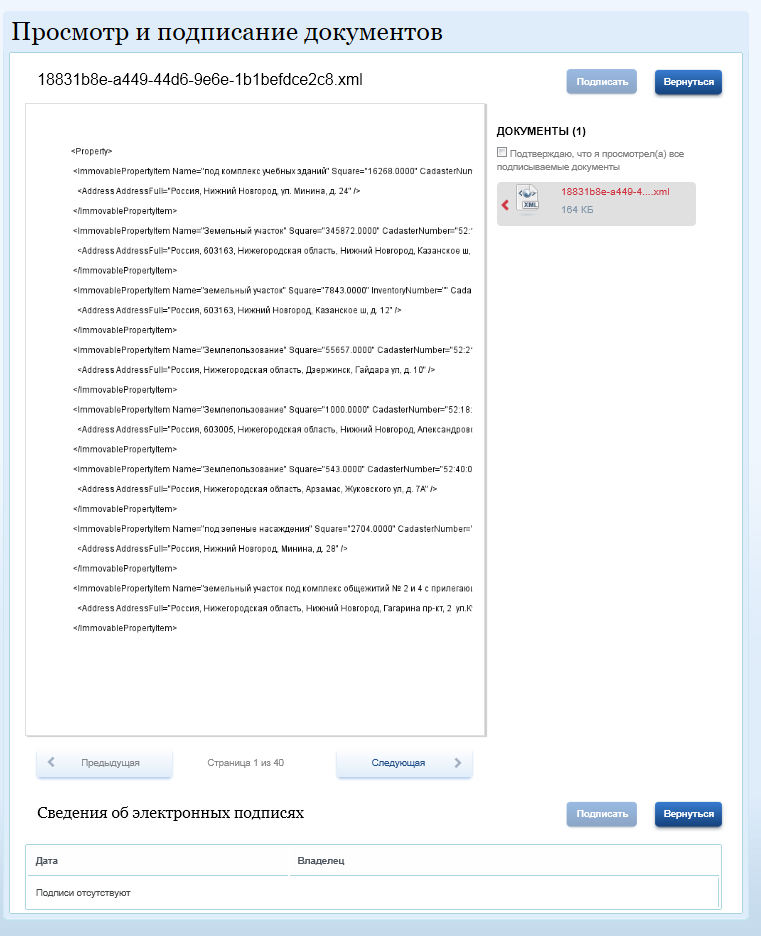 Просмотр и подписание документов
18831b8e-a449-44d6-9e6e-1b1befdce2c8.xml
Подписать
Вернуться
<Property>
<ImmovablePropertyItem Name="под комплекс учебных зданий" Square="16268.0000" CadasterNum
<Address AddressFull="Россия, Нижний Новгород, ул. Минина, д. 24" />
</ImmovablePropertyItem>
<ImmovablePropertyItem Name="Земельный участок" Square="345872.0000" CadasterNumber="52:
<Address AddressFull="Россия, 603163, Нижегородская область, Нижний Новгород, Казанское ш,
</ImmovablePropertyItem>
<ImmovablePropertyItem Name="земельный участок" Square="7843.0000" InventoryNumber="" Cada
<Address AddressFull="Россия, 603163, Нижний Новгород, Казанское ш, д. 12" />
</ImmovablePropertyItem>
<ImmovablePropertyItem Name="Землепользование" Square="55657.0000" CadasterNumber="52:2
<Address AddressFull="Россия, Нижегородская область, Дзержинск, Гайдара ул, д. 10" />
</ImmovablePropertyItem>
<ImmovablePropertyItem Name="Землепользование" Square="1000.0000" CadasterNumber="52:18:
<Address AddressFull="Россия, 603005, Нижегородская область, Нижний Новгород, Александровс
</ImmovablePropertyItem>
<ImmovablePropertyItem Name="Землепользование" Square="543.0000" CadasterNumber="52:40:0
<Address AddressFull="Россия, Нижегородская область, Арзамас, Жуковского ул, д. 7А" />
</ImmovablePropertyItem>
<ImmovablePropertyItem Name="под зеленые насаждения" Square="2704.0000" CadasterNumber="
<Address AddressFull="Россия, Нижний Новгород, Минина, д. 28" />
</ImmovablePropertyItem>
<ImmovablePropertyItem Name="земельный участок под комплекс общежитий № 2 и 4 с прилегаю
<Address AddressFull="Россия, Нижегородская область, Нижний Новгород, Гагарина пр-кт, 2 ул.
</ImmovablePropertyItem>
ДОКУМЕНТЫ (1)
Подтверждаю, что я просмотрел(а) все
подписываемые документы
XML
18831b8e-a449-4....xml
164 КБ
Предыдущая
Страница 1 из 40
Следующая
Сведения об электронных подписях
Подписать
Вернуться
Дата
Владелец
Подписи отсутствуют